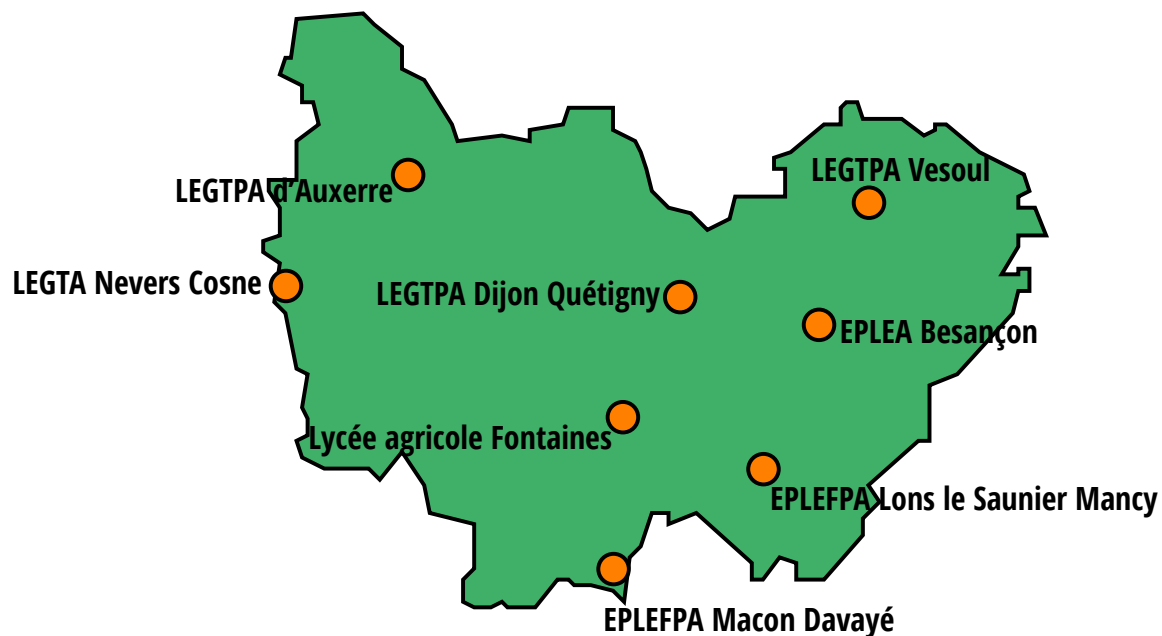 LEGTPA Vesoul
LEGTPA d'Auxerre
LEGTA Nevers Cosne
LEGTPA Dijon Quétigny
EPLEA Besançon
Lycée agricole Fontaines
EPLEFPA Lons le Saunier Mancy
EPLEFPA Macon Davayé